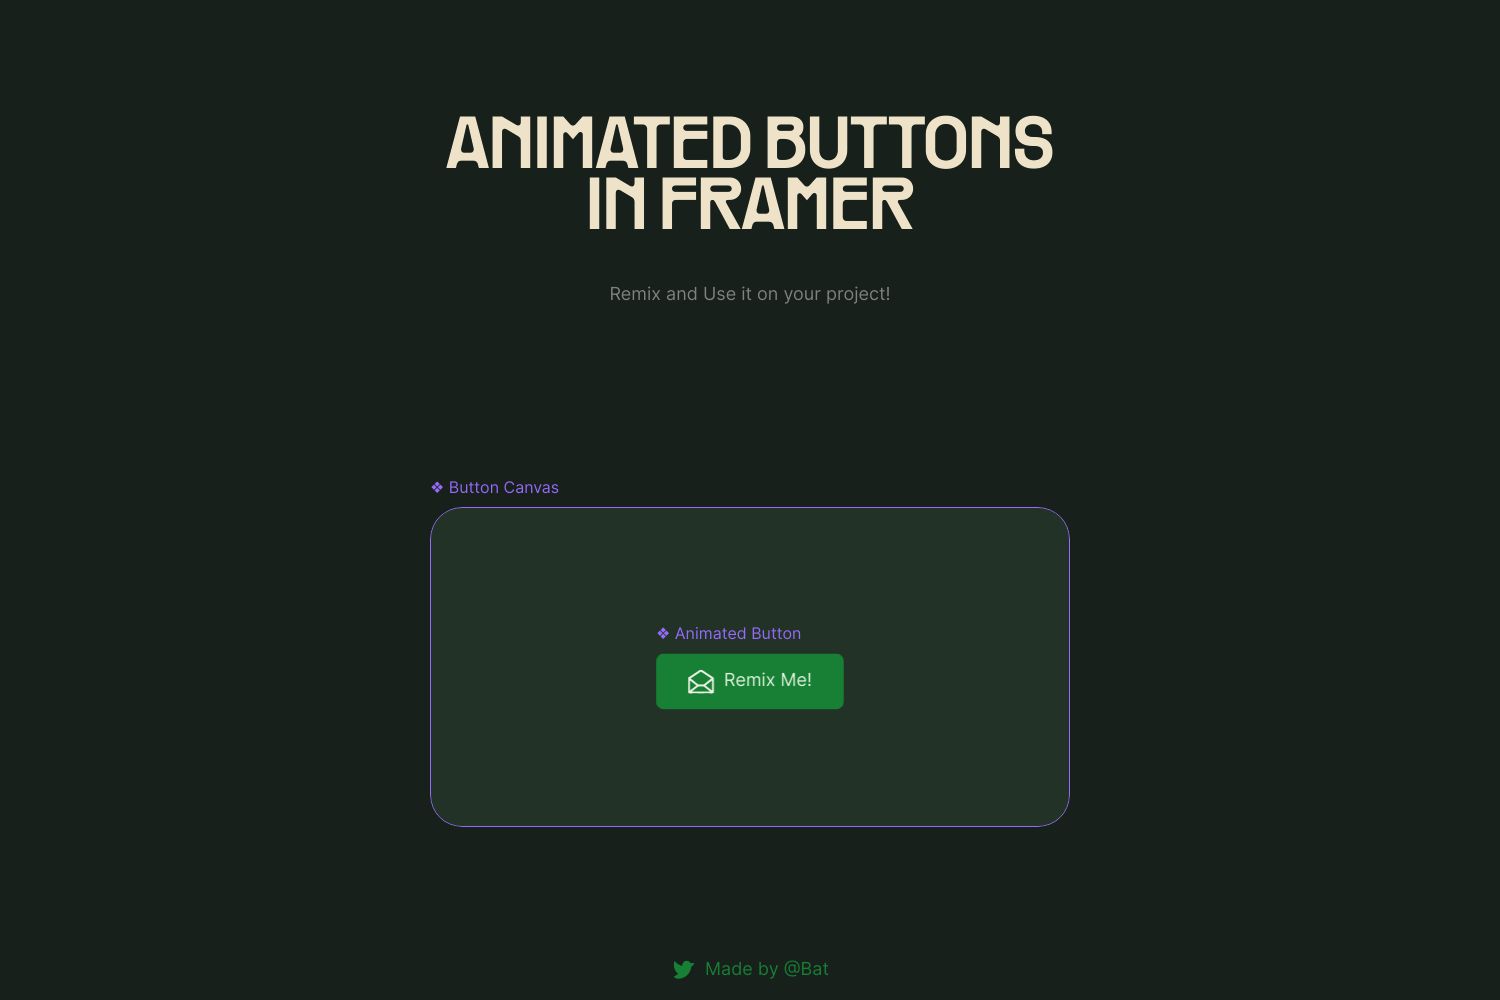 ANIMATED BUTTONS
IN FRAMER
Remix and Use it on your project!
❖ Button Canvas
❖ Animated Button
Remix Me!
Made by @Bat